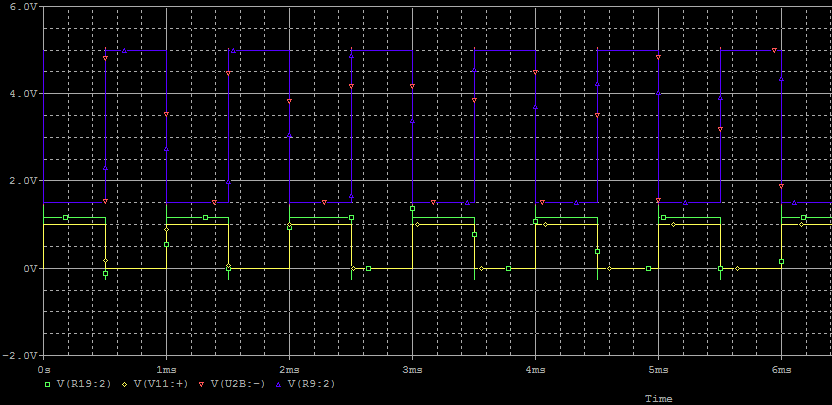 6.0V
4.0V
2.0V
0V
-2.0V
0s 1ms 2ms 3ms 4ms 5ms 6ms
V(R19:2) V(V11:+) V(U2B:-) V(R9:2)
Time